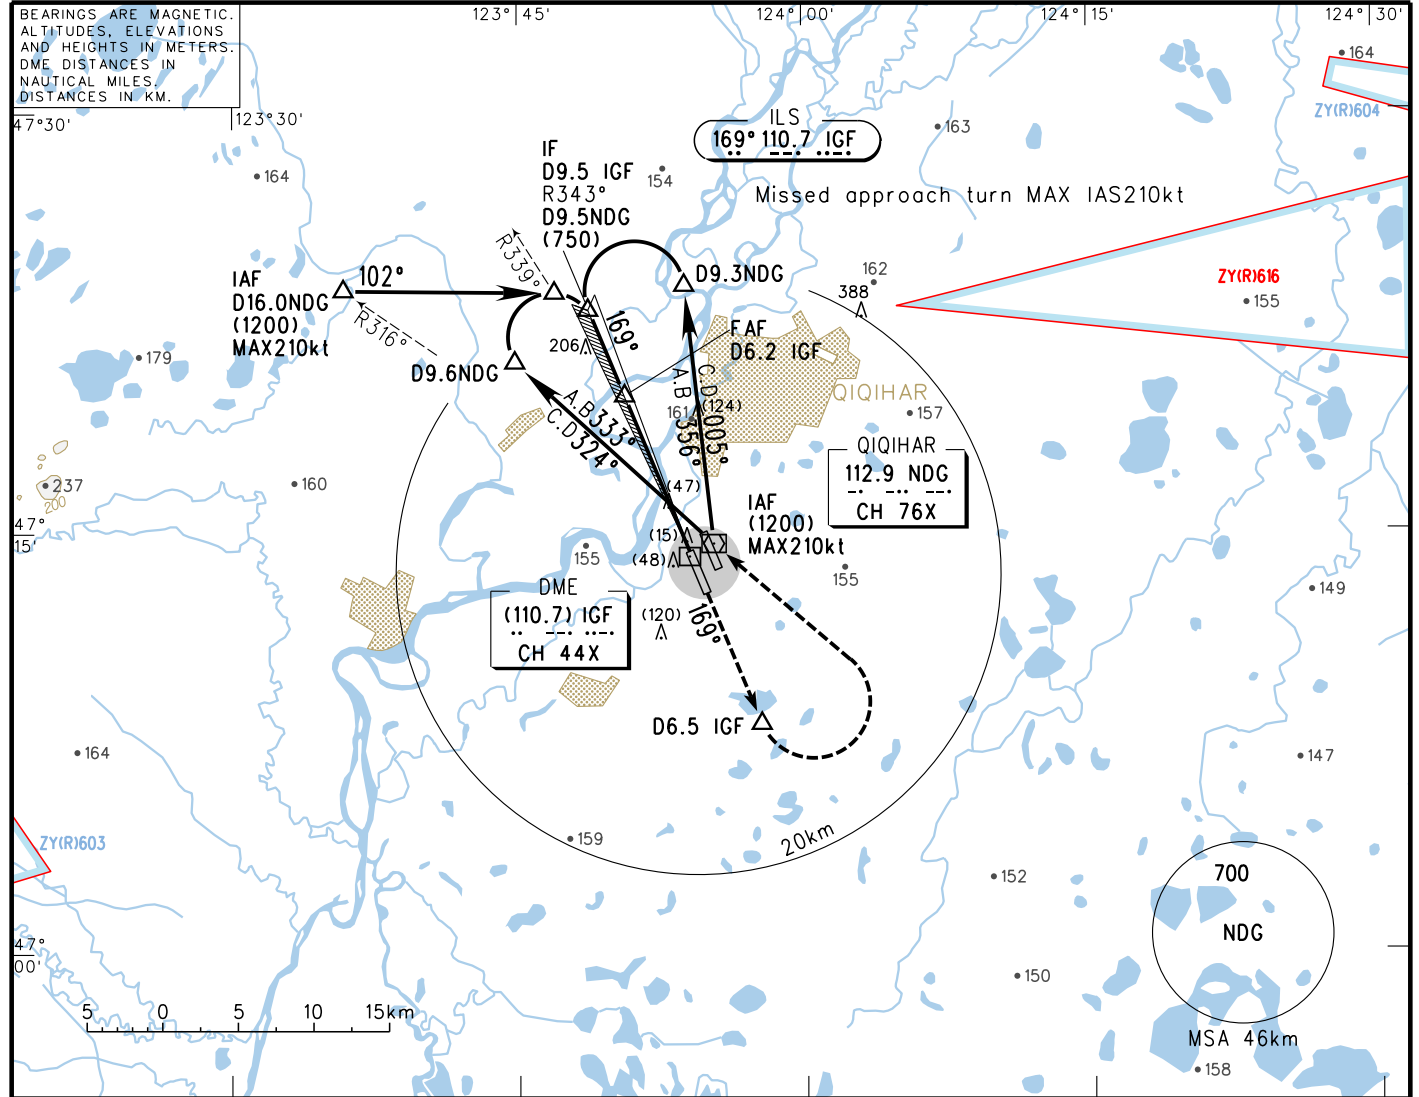 BEARINGS ARE MAGNETIC.
ALTITUDES, ELEVATIONS
AND HEIGHTS IN METERS.
DME DISTANCES IN
NAUTICAL MILES.
DISTANCES IN KM.
123°45'
124°00'
124°15'
124°30'
47°30'
123°30'
164
ZY(R)604
ILS
169° 110.7 IGF
163
164
154
IF
D9.5 IGF
R343°
D9.5NDG
(750)
Missed approach turn MAX IAS210kt
R339°
IAF
D16.0NDG
(1200)
MAX210kt
102°
R316°
D9.3NDG
162
388
ZY(R)616
155
169°
206
FAF
D6.2 IGF
179
D9.6NDG
A.B333°
C.D324°
A.B 356°
C.D005°
161
(124)
QIQIHAR
157
QIQIHAR
112.9 NDG
CH 76X
237
200
160
(47)
IAF
(1200)
MAX210kt
47°
15'
(15)
(48)
155
155
149
DME
(110.7) IGF
CH 44X
(120)
169°
D6.5 IGF
164
147
ZY(R)603
159
20km
152
700
NDG
MSA 46km
47°
00'
150
5 0 5 10 15km
158